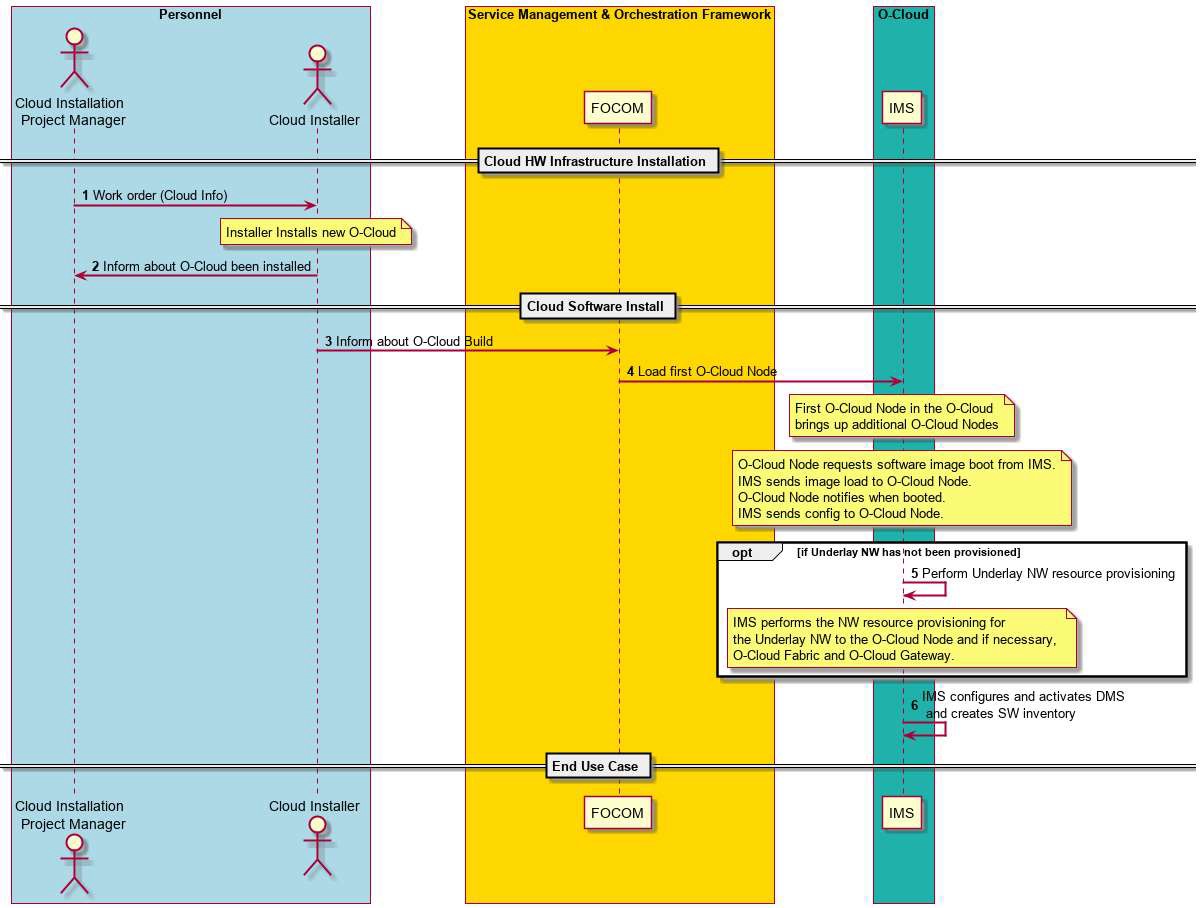 Personnel
Service Management & Orchestration Framework
O-Cloud
Cloud Installation
Project Manager
Cloud Installer
FOCOM
IMS
Cloud HW Infrastructure Installation
1 Work order (Cloud Info)
Installer Installs new O-Cloud
2 Inform about O-Cloud been installed
Cloud Software Install
3 Inform about O-Cloud Build
4 Load first O-Cloud Node
First O-Cloud Node in the O-Cloud
brings up additional O-Cloud Nodes
O-Cloud Node requests software image boot from IMS.
IMS sends image load to O-Cloud Node.
O-Cloud Node notifies when booted.
IMS sends config to O-Cloud Node.
opt [if Underlay NW has not been provisioned]
5 Perform Underlay NW resource provisioning
IMS performs the NW resource provisioning for
the Underlay NW to the O-Cloud Node and if necessary,
O-Cloud Fabric and O-Cloud Gateway.
6 IMS configures and activates DMS
and creates SW inventory
End Use Case
Cloud Installation
Project Manager
Cloud Installer
FOCOM
IMS